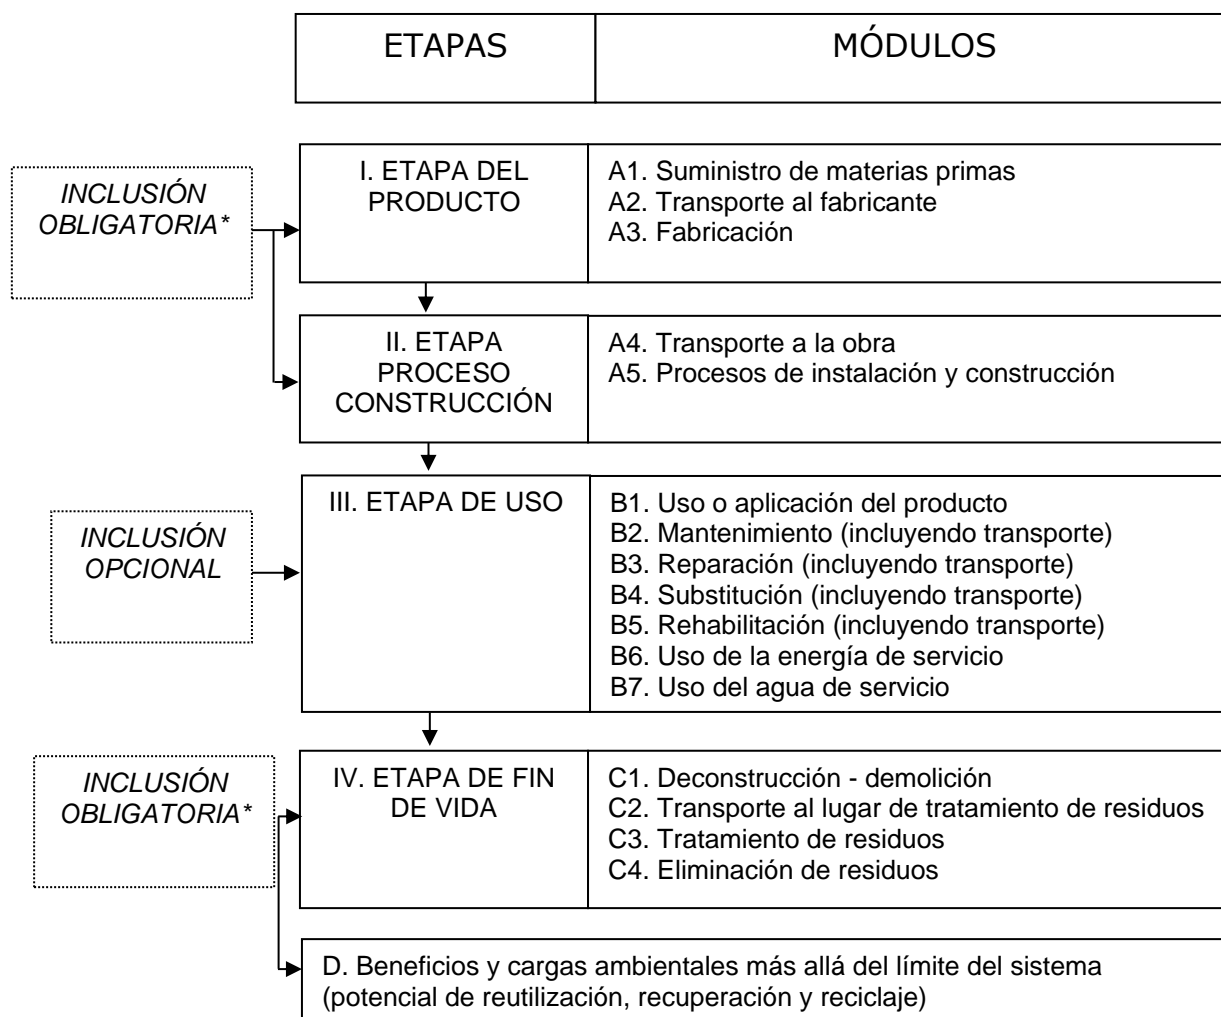 ETAPAS
MÓDULOS
INCLUSIÓN
OBLIGATORIA*
I. ETAPA DEL
PRODUCTO
A1. Suministro de materias primas
A2. Transporte al fabricante
A3. Fabricación
II. ETAPA
PROCESO
CONSTRUCCIÓN
A4. Transporte a la obra
A5. Procesos de instalación y construcción
INCLUSIÓN
OPCIONAL
III. ETAPA DE USO
B1. Uso o aplicación del producto
B2. Mantenimiento (incluyendo transporte)
B3. Reparación (incluyendo transporte)
B4. Substitución (incluyendo transporte)
B5. Rehabilitación (incluyendo transporte)
B6. Uso de la energía de servicio
B7. Uso del agua de servicio
INCLUSIÓN
OBLIGATORIA*
IV. ETAPA DE FIN
DE VIDA
C1. Deconstrucción - demolición
C2. Transporte al lugar de tratamiento de residuos
C3. Tratamiento de residuos
C4. Eliminación de residuos
D. Beneficios y cargas ambientales más allá del límite del sistema
(potencial de reutilización, recuperación y reciclaje)